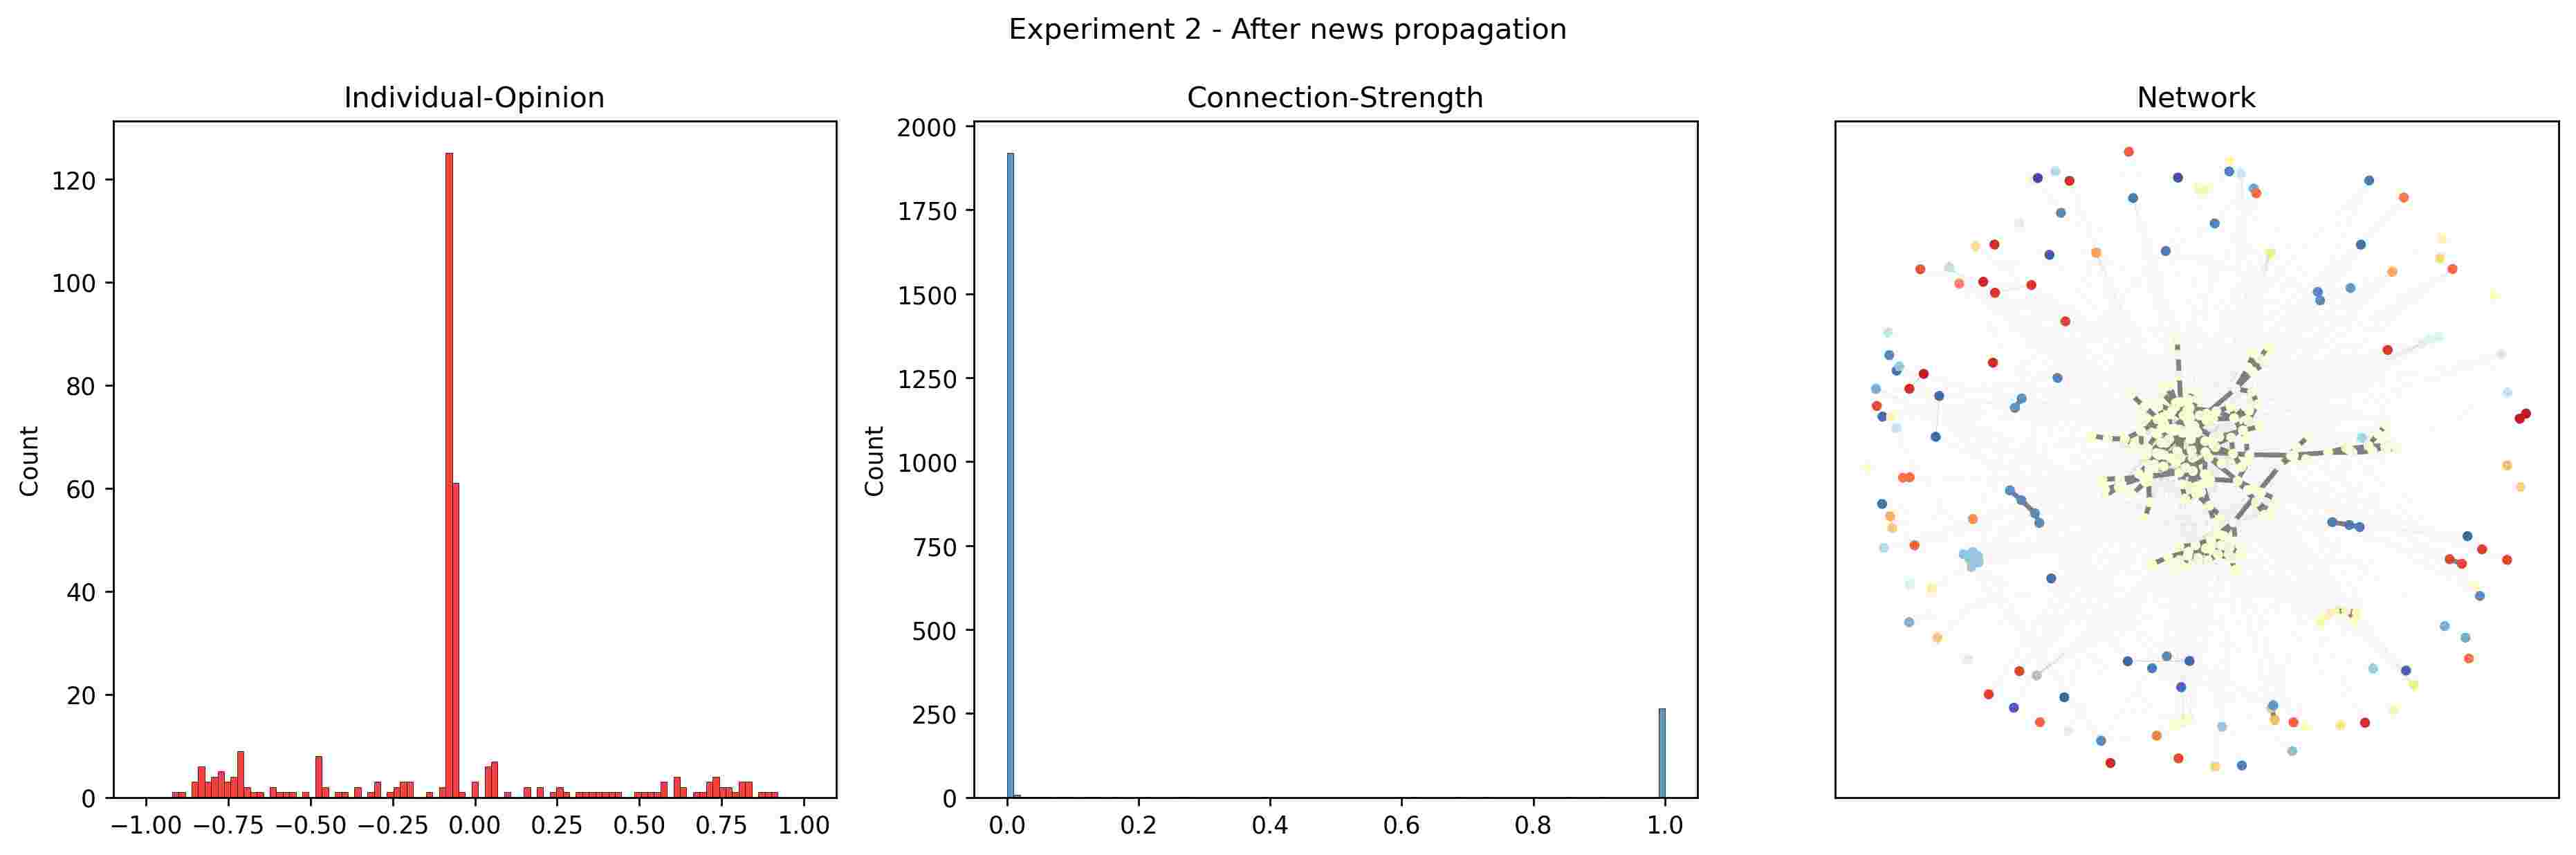 Experiment 2 - After news propagation
Individual-Opinion
Count
120
100
80
60
40
20
0
−1.00 −0.75 −0.50 −0.25 0.00 0.25 0.50 0.75 1.00
Connection-Strength
Count
2000
1750
1500
1250
1000
750
500
250
0
0.0 0.2 0.4 0.6 0.8 1.0
Network